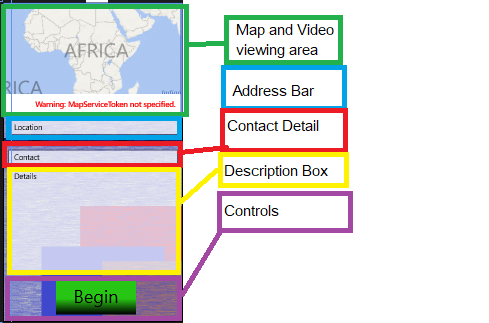 AFRICA
RICA
Warning: MapServiceToken not specified.
Location
Contact
Details
Begin
Map and Video
viewing area
Address Bar
Contact Detail
Description Box
Controls